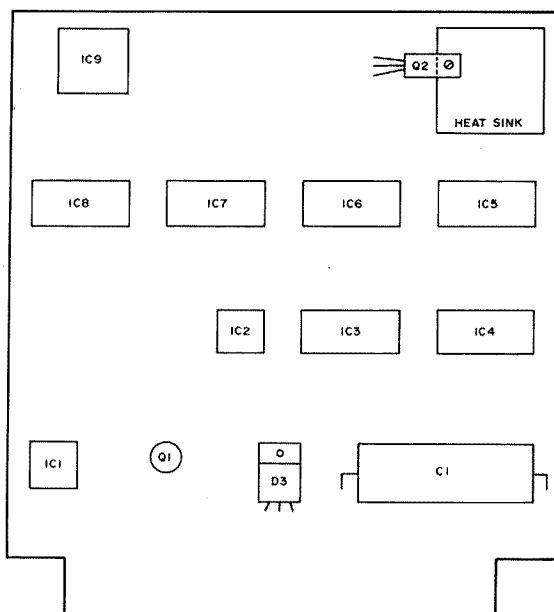 IC9
Q2
HEAT SINK
IC8 IC7 IC6 IC5
IC2 IC3 IC4
IC1 Q1 D3 C1